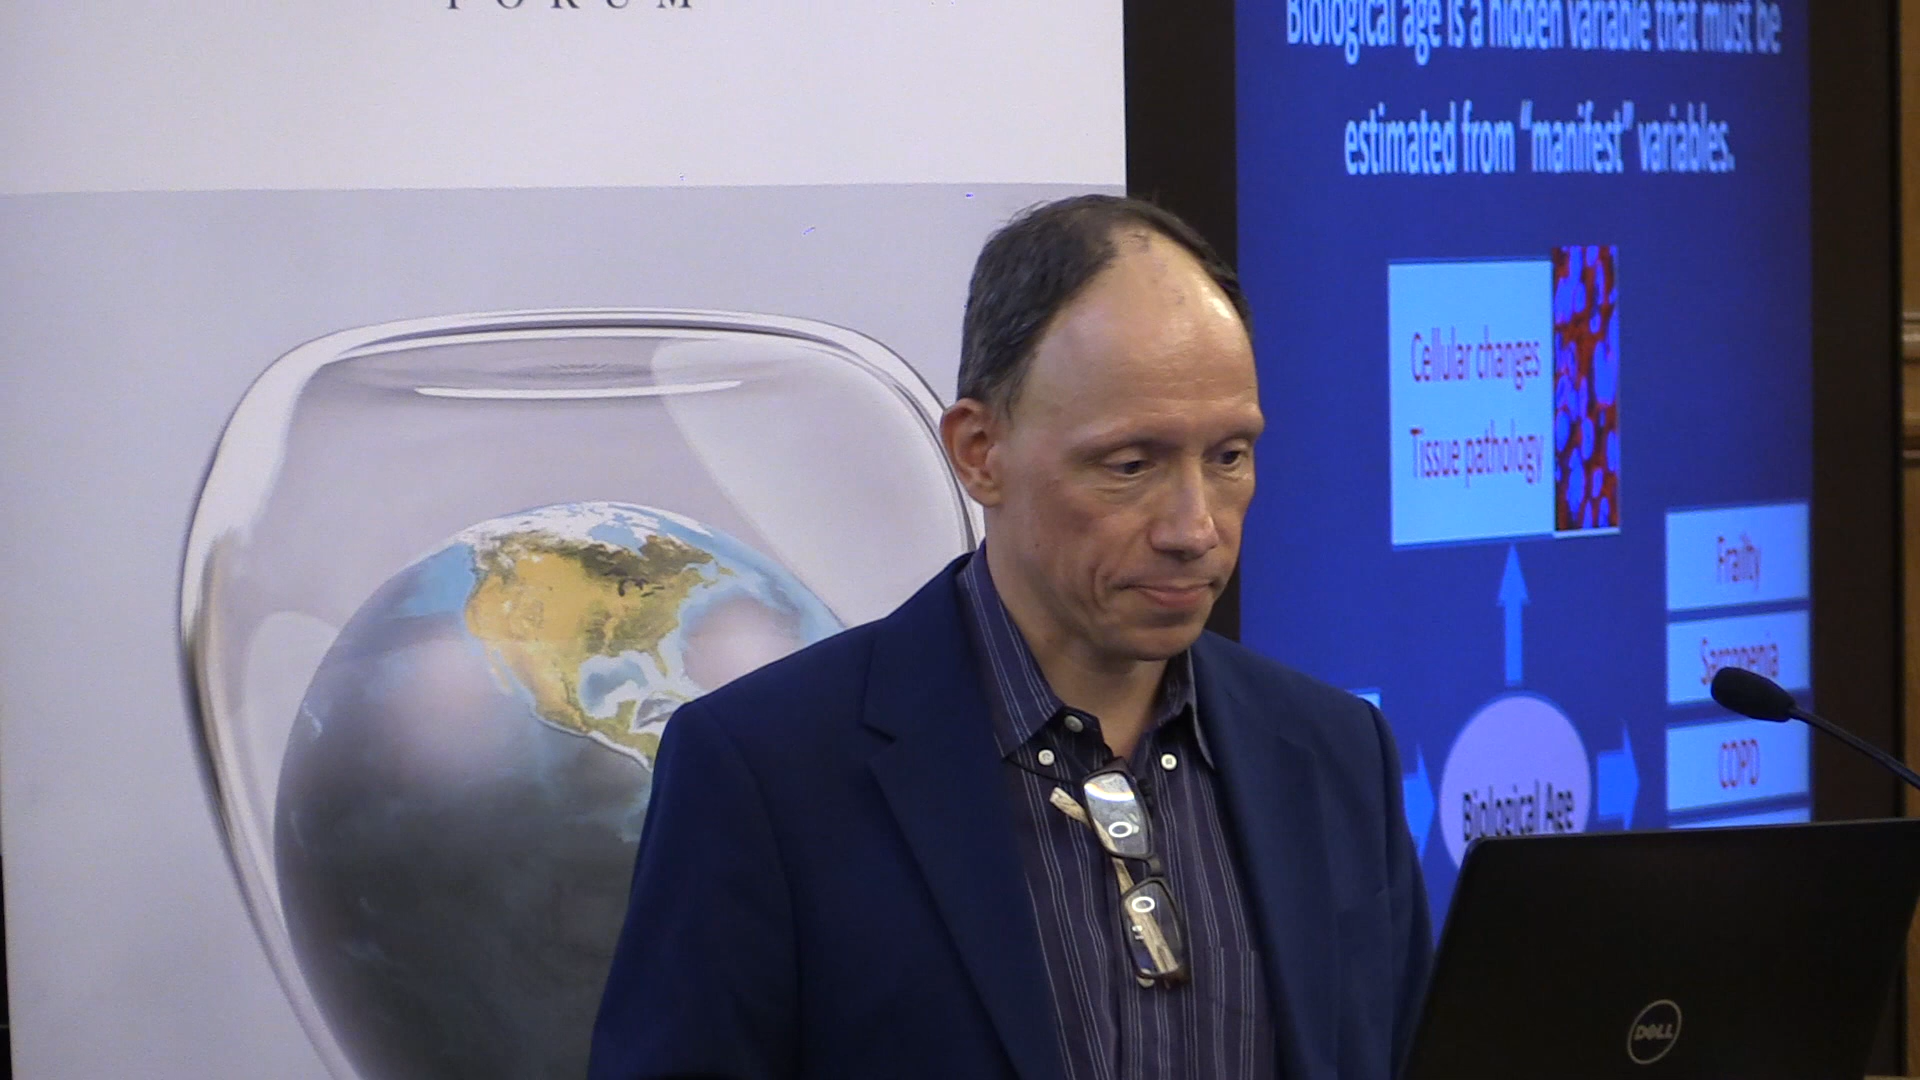 FORUM
Biological age is a hidden variable that must be
estimated from "manifest" variables.
Cellular changes
Tissue pathology
Frailty
Sarcopenia
COPD
Biological Age
DELL